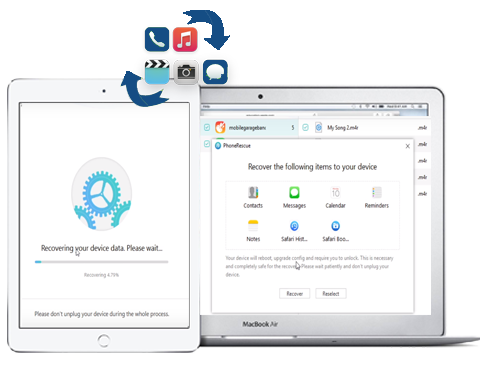 Recovering your device data. Please wait...
Recovering 4.70%
Please don't unplug your device during the whole process.
mobilegarageban 5 My Song 2.m4r .m4r
.m4r
.m4r
.m4r
.m4r
PhoneRescue
Recover the following items to your device
Contacts Messages Calendar Reminders
Notes Safari Hist... Safari Boo...
Your device will reboot, upgrade config and require you to unlock. This is necessary
and completely safe for the recovery. Please wait patiently and don't unplug your
device.
Recover Reselect
MacBook Air